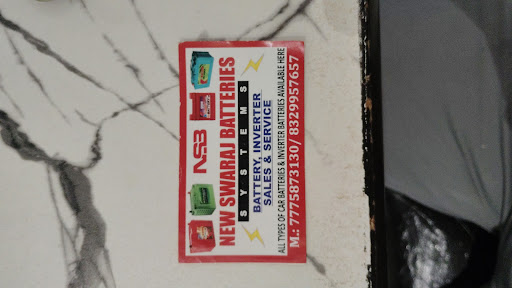 NSB
NEW SWARAJ BATTERIES
SYSTEMS
BATTERY, INVERTER
SALES & SERVICE
ALL TYPES OF CAR BATTERIES & INVERTER BATTERIES AVAILABLE HERE
M.: 7775873130/ 8329957657